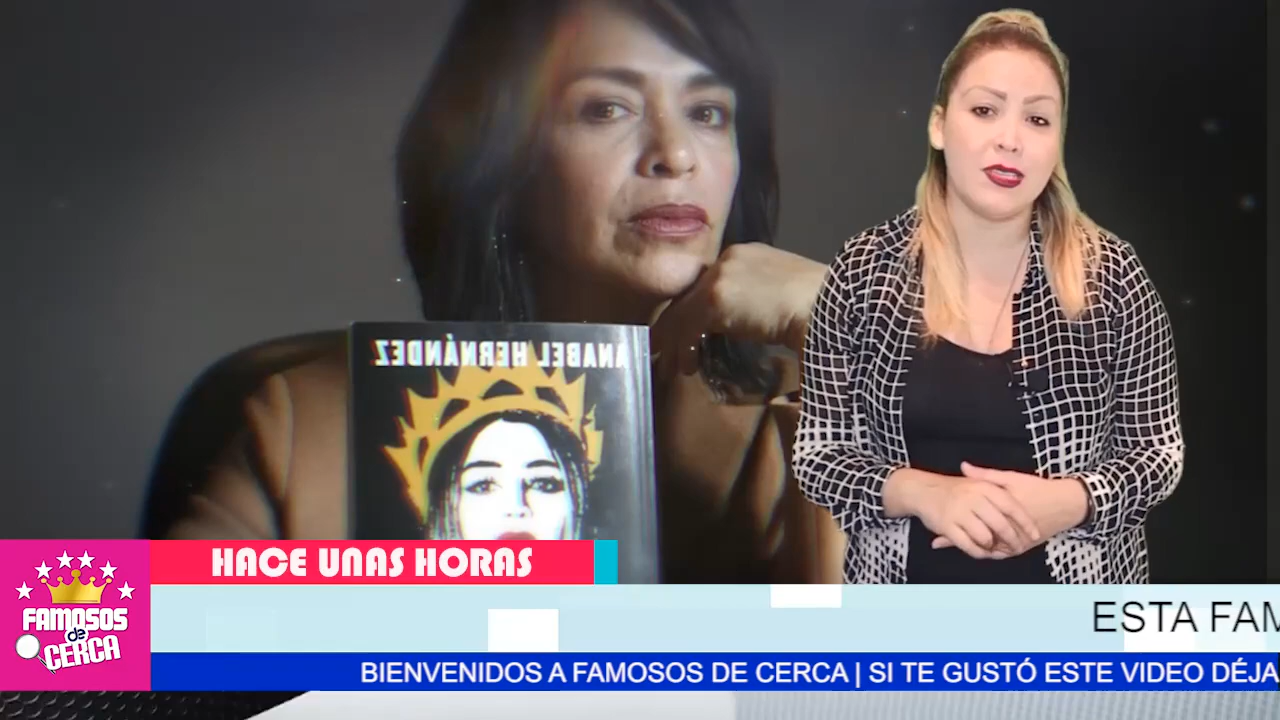 ANABEL HERNÁNDEZ
HACE UNAS HORAS
FAMOSOS
de
CERCA
ESTA FAM
BIENVENIDOS A FAMOSOS DE CERCA | SI TE GUSTÓ ESTE VIDEO DÉJA